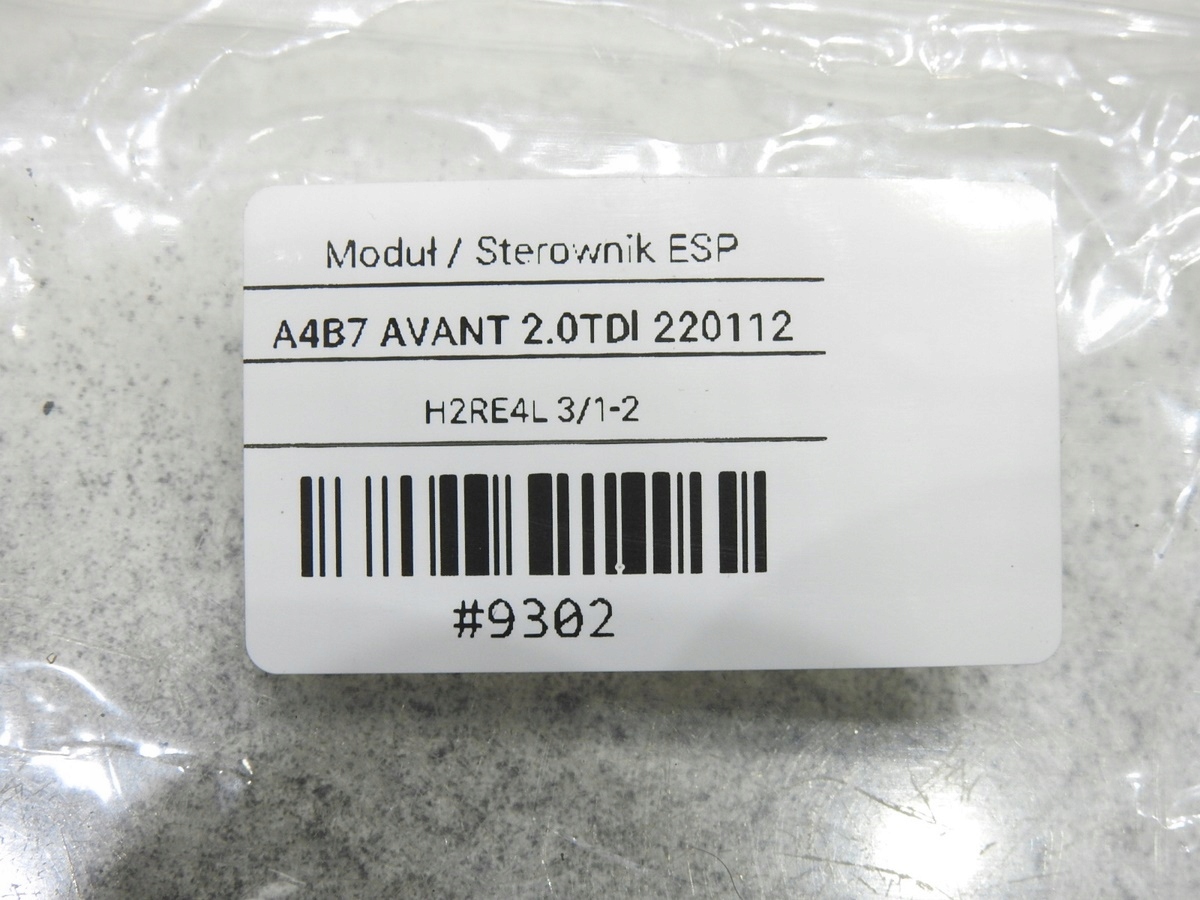 Moduł / Sterownik ESP
A4B7 AVANT 2.0TDI 220112
H2RE4L 3/1-2
#9302